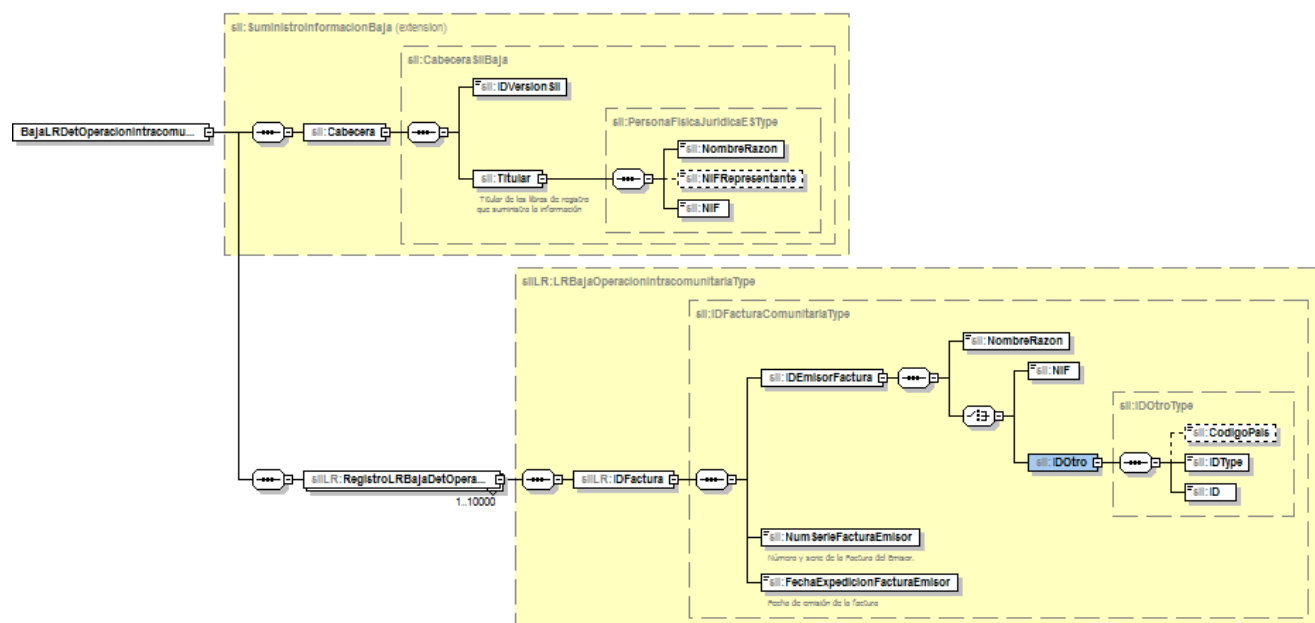 sii:SuministroInformacionBaja (extension)
sii:CabeceraSiiBaja
sii:IDVersionSii
BajaLRDetOperacionIntracomu...
sii:Cabecera
sii:PersonaFisicaJuridicaESType
sii:NombreRazon
sii:Titular
sii:NIFRepresentante
Titular de los libros de registro
que suministra la información
sii:NIF
siiLR:LRBajaOperacionIntracomunitariaType
sii:IDFacturaComunitariaType
sii:NombreRazon
sii:IDEmisorFactura
sii:NIF
sii:IDOtroType
sii:CodigoPais
sii:IDOtro
sii:IDType
siiLR:RegistroLRBajaDetOpera...
siiLR:IDFactura
sii:ID
1..10000
sii:NumSerieFacturaEmisor
Número y serie de la Factura del Emisor.
sii:FechaExpedicionFacturaEmisor
Fecha de emisión de la factura